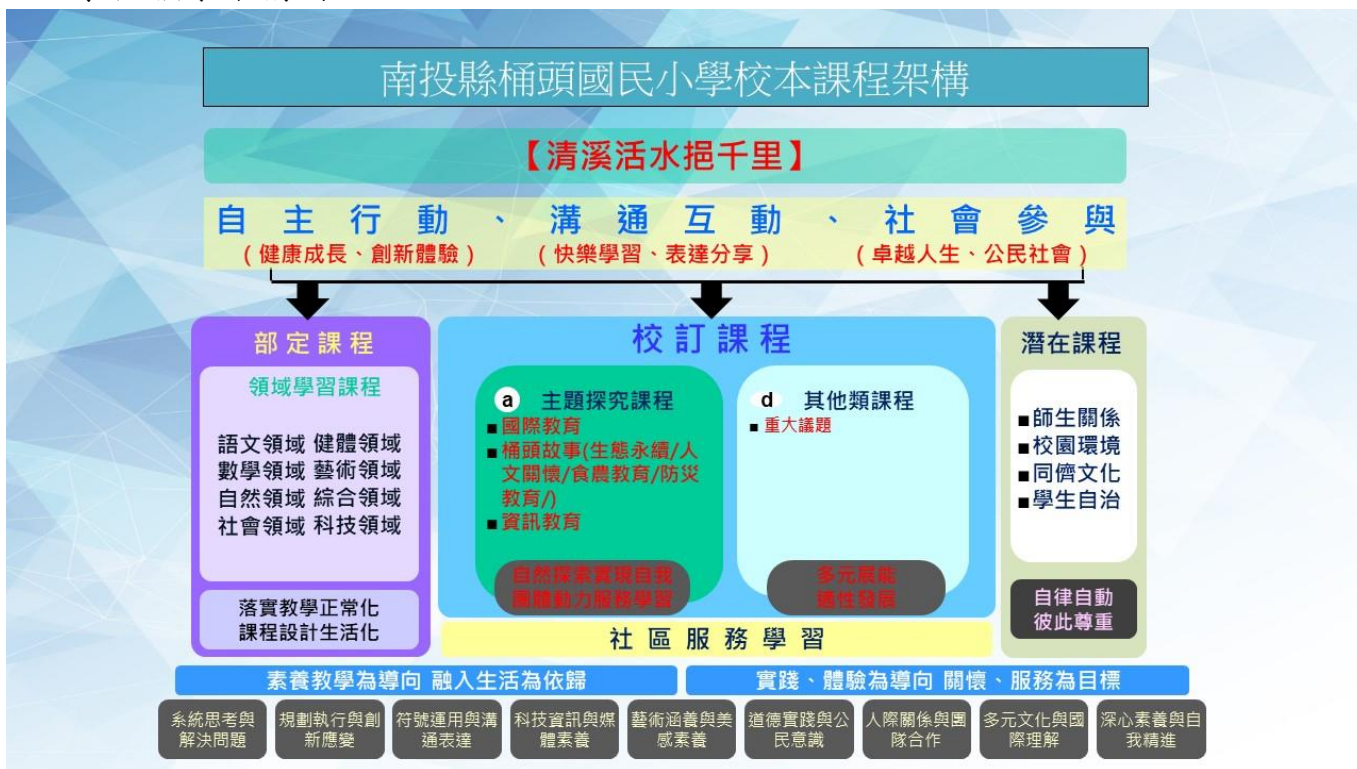 南投縣桶頭國民小學校本課程架構
【清溪活水挹千里】
自主行動、溝通互動、社會參與
(健康成長、創新體驗) (快樂學習、表達分享) (卓越人生、公民社會)
部定課程
領域學習課程
語文領域 健體領域
數學領域 藝術領域
自然領域 綜合領域
社會領域 科技領域
落實教學正常化
課程設計生活化
校訂課程
a 主題探究課程
■國際教育
■桶頭故事(生態永續/人
文關懷/食農教育/防災
教育/)
■資訊教育
自然探索實現自我
團體動力服務學習
d 其他類課程
■重大議題
多元展能
適性發展
社區服務學習
潛在課程
■師生關係
■校園環境
■同儕文化
■學生自治
自律自動
彼此尊重
素養教學為導向 融入生活為依歸
實踐、體驗為導向 關懷、服務為目標
系統思考與
解決問題
規劃執行與創
新應變
符號運用與溝
通表達
科技資訊與媒
體素養
藝術涵養與美
感素養
道德實踐與公
民意識
人際關係與團
隊合作
多元文化與國
際理解
深心素養與自
我精進